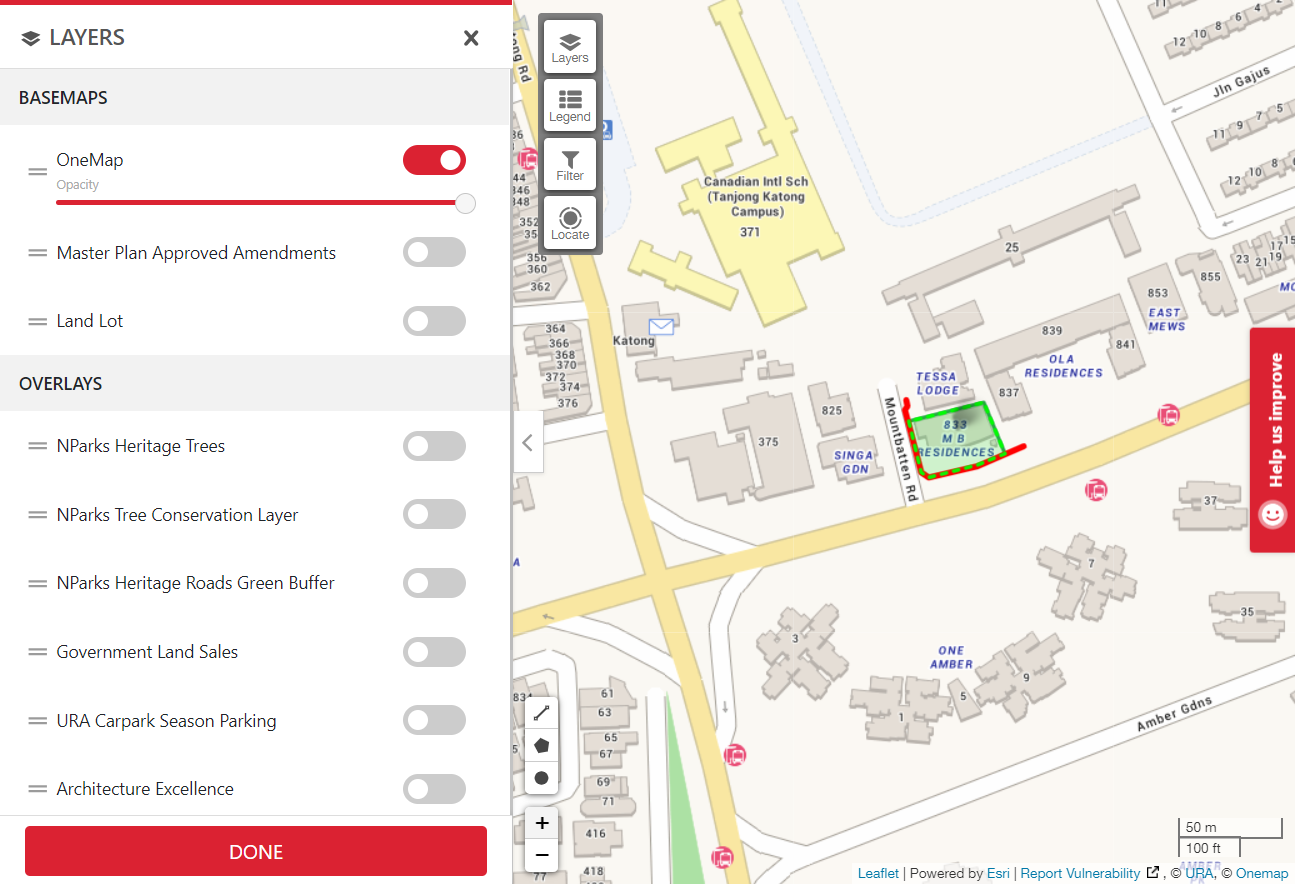 LAYERS
BASEMAPS
OneMap
Opacity
Master Plan Approved Amendments
Land Lot
OVERLAYS
NParks Heritage Trees
NParks Tree Conservation Layer
NParks Heritage Roads Green Buffer
Government Land Sales
URA Carpark Season Parking
Architecture Excellence
DONE
Layers
Legend
Filter
Locate
Rd
352
356
360
362
364
366
368
370
372
374
376
Katong
Canadian Intl Sch
(Tanjong Katong
Campus)
371
12
10
8
6
4
11
Jln Gajus
11
9
7
5
12
10
8
25
23
21
19
17
15
855
853
EAST
MEWS
839
841
OLA
RESIDENCES
837
TESSA
LODGE
833
M B
RESIDENCES
Mountbatten Rd
825
SINGA
GDN
375
Help us improve
37
7
35
3
ONE
AMBER
9
5
1
Amber Gdns
61
63
65
67
69
71
416
418
77
+
−
50 m
100 ft
AMBER
Leaflet | Powered by Esri | Report Vulnerability , © URA, © Onemap